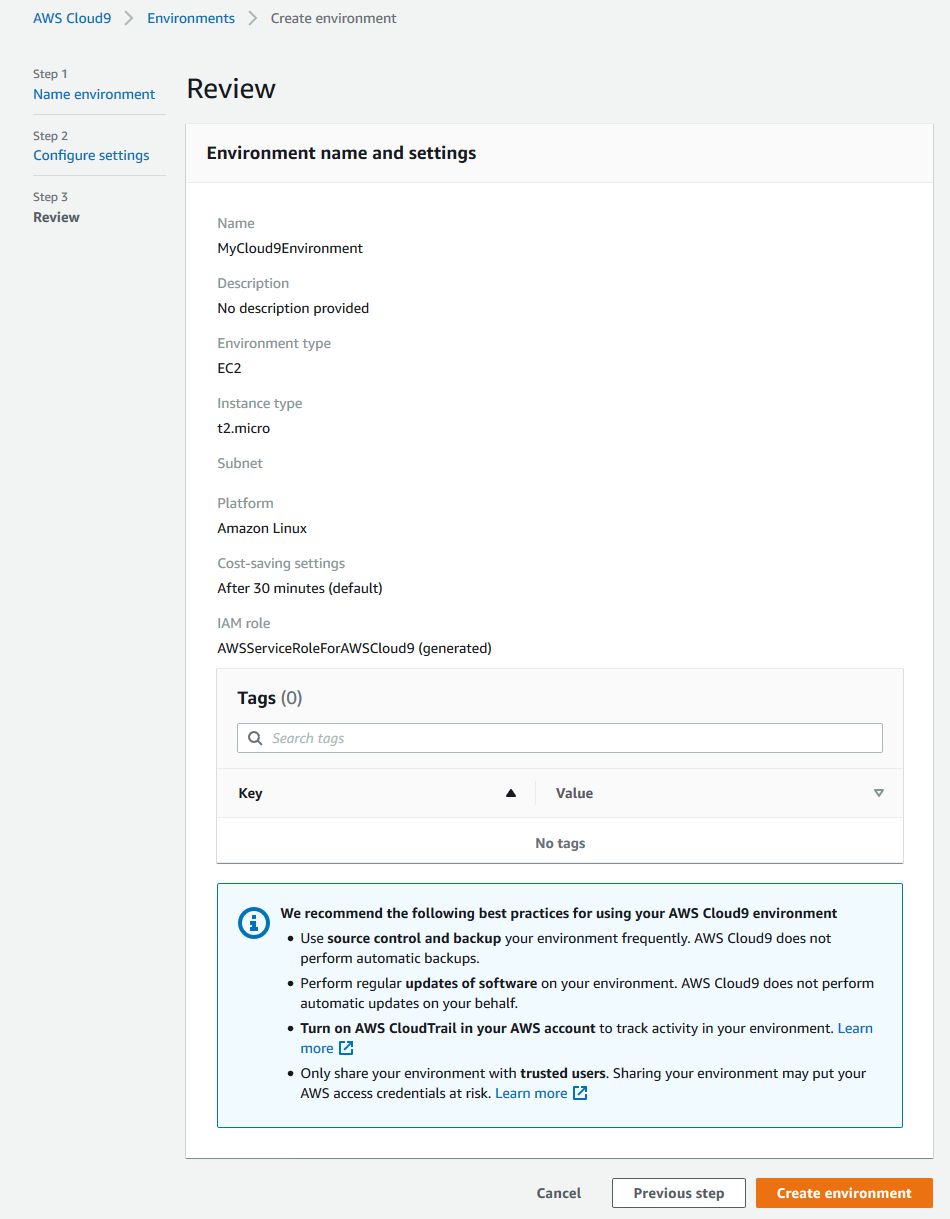 AWS Cloud9 > Environments > Create environment
Step 1
Name environment
Step 2
Configure settings
Step 3
Review
Review
Environment name and settings
Name
MyCloud9Environment
Description
No description provided
Environment type
EC2
Instance type
t2.micro
Subnet
Platform
Amazon Linux
Cost-saving settings
After 30 minutes (default)
IAM role
AWSServiceRoleForAWSCloud9 (generated)
Tags (0)
Search tags
Key Value
No tags
We recommend the following best practices for using your AWS Cloud9 environment
• Use source control and backup your environment frequently. AWS Cloud9 does not
perform automatic backups.
• Perform regular updates of software on your environment. AWS Cloud9 does not perform
automatic updates on your behalf.
• Turn on AWS CloudTrail in your AWS account to track activity in your environment. Learn
more
• Only share your environment with trusted users. Sharing your environment may put your
AWS access credentials at risk. Learn more
Cancel Previous step Create environment